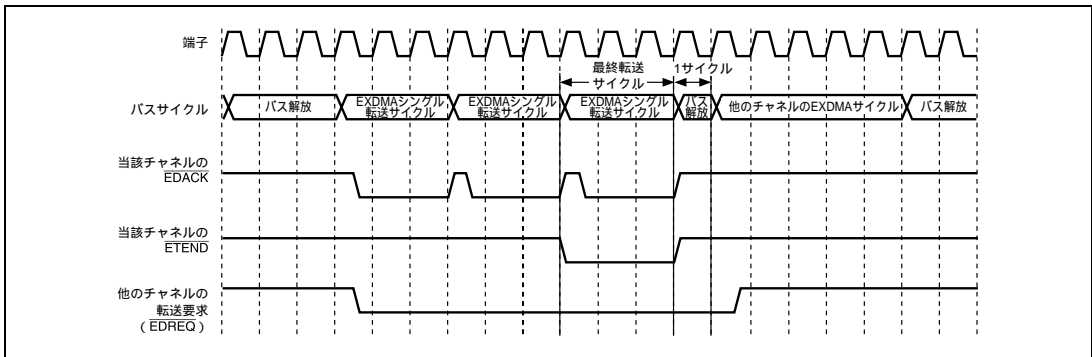 端子
最終転送
サイクル
1サイクル
バスサイクル
バス解放
EXDMAシングル
転送サイクル
EXDMAシングル
転送サイクル
EXDMAシングル
転送サイクル
バス
解放
他のチャネルのEXDMAサイクル
バス解放
当該チャネルの
EDACK
当該チャネルの
ETEND
他のチャネルの
転送要求
（EDREQ）